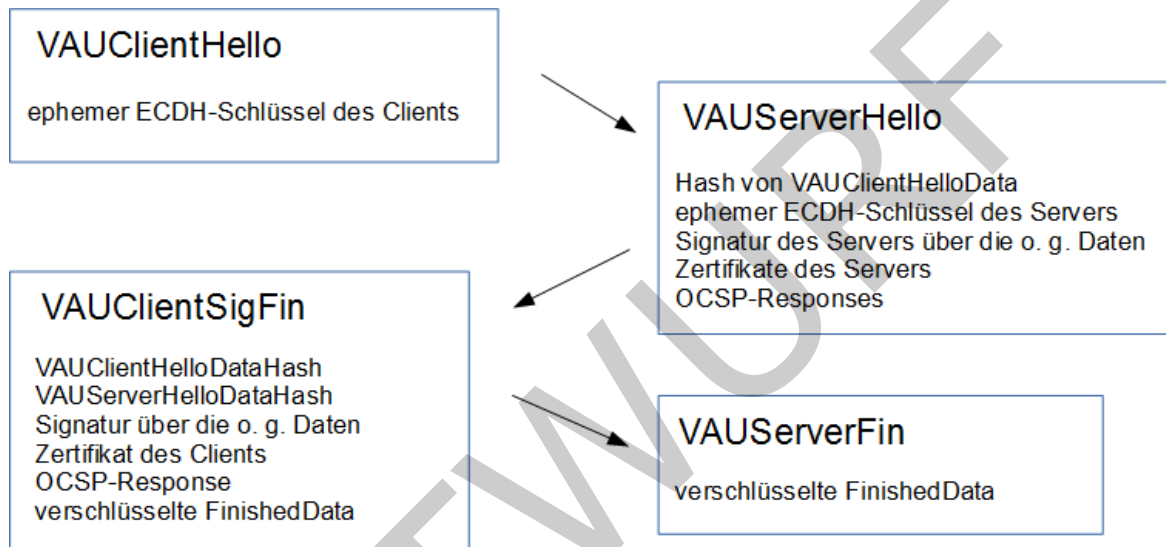 VAUClientHello
ephemer ECDH-Schlüssel des Clients
VAUServerHello
Hash von VAUClientHelloData
ephemer ECDH-Schlüssel des Servers
Signatur des Servers über die o. g. Daten
Zertifikate des Servers
OCSP-Responses
VAUClientSigFin
VAUClientHelloDataHash
VAUServerHelloDataHash
Signatur über die o. g. Daten
Zertifikat des Clients
OCSP-Response
verschlüsselte FinishedData
VAUServerFin
verschlüsselte FinishedData
TWURF